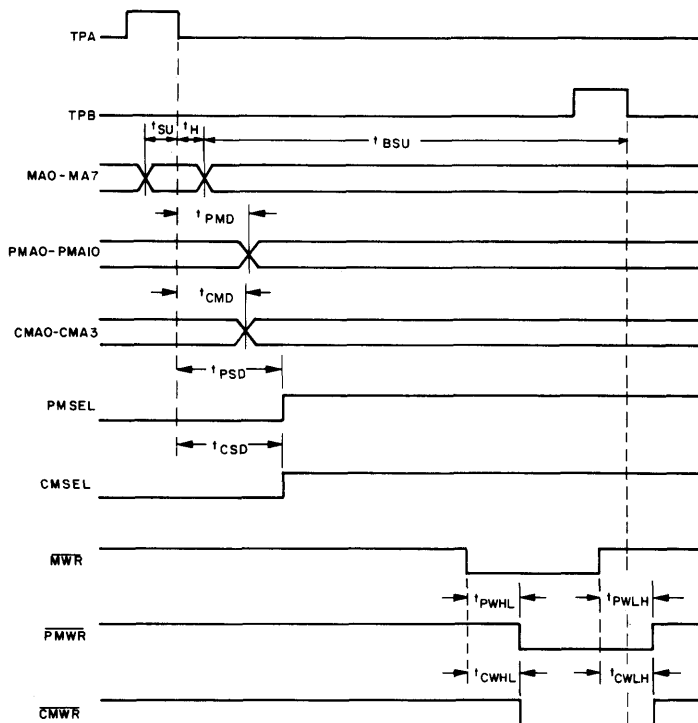 TPA
TPB
tSU
tH
tBSU
MA0-MA7
tPMD
PMA0-PMA10
tCMD
CMA0-CMA3
tPSD
PMSEL
tCSD
CMSEL
MWR
tPWHL
tPWLH
PMWR
tCWHL
tCWLH
CMWR